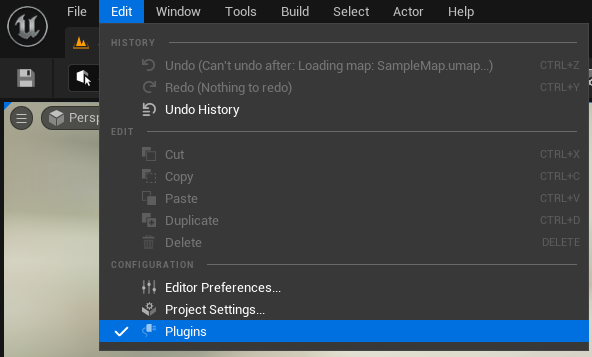 File Edit Window Tools Build Select Actor Help
HISTORY
Undo (Can't undo after: Loading map: SampleMap.umap...) CTRL+Z
Redo (Nothing to redo) CTRL+Y
Undo History
Persp
EDIT
Cut CTRL+X
Copy CTRL+C
Paste CTRL+V
Duplicate CTRL+D
Delete DELETE
CONFIGURATION
Editor Preferences...
Project Settings...
Plugins